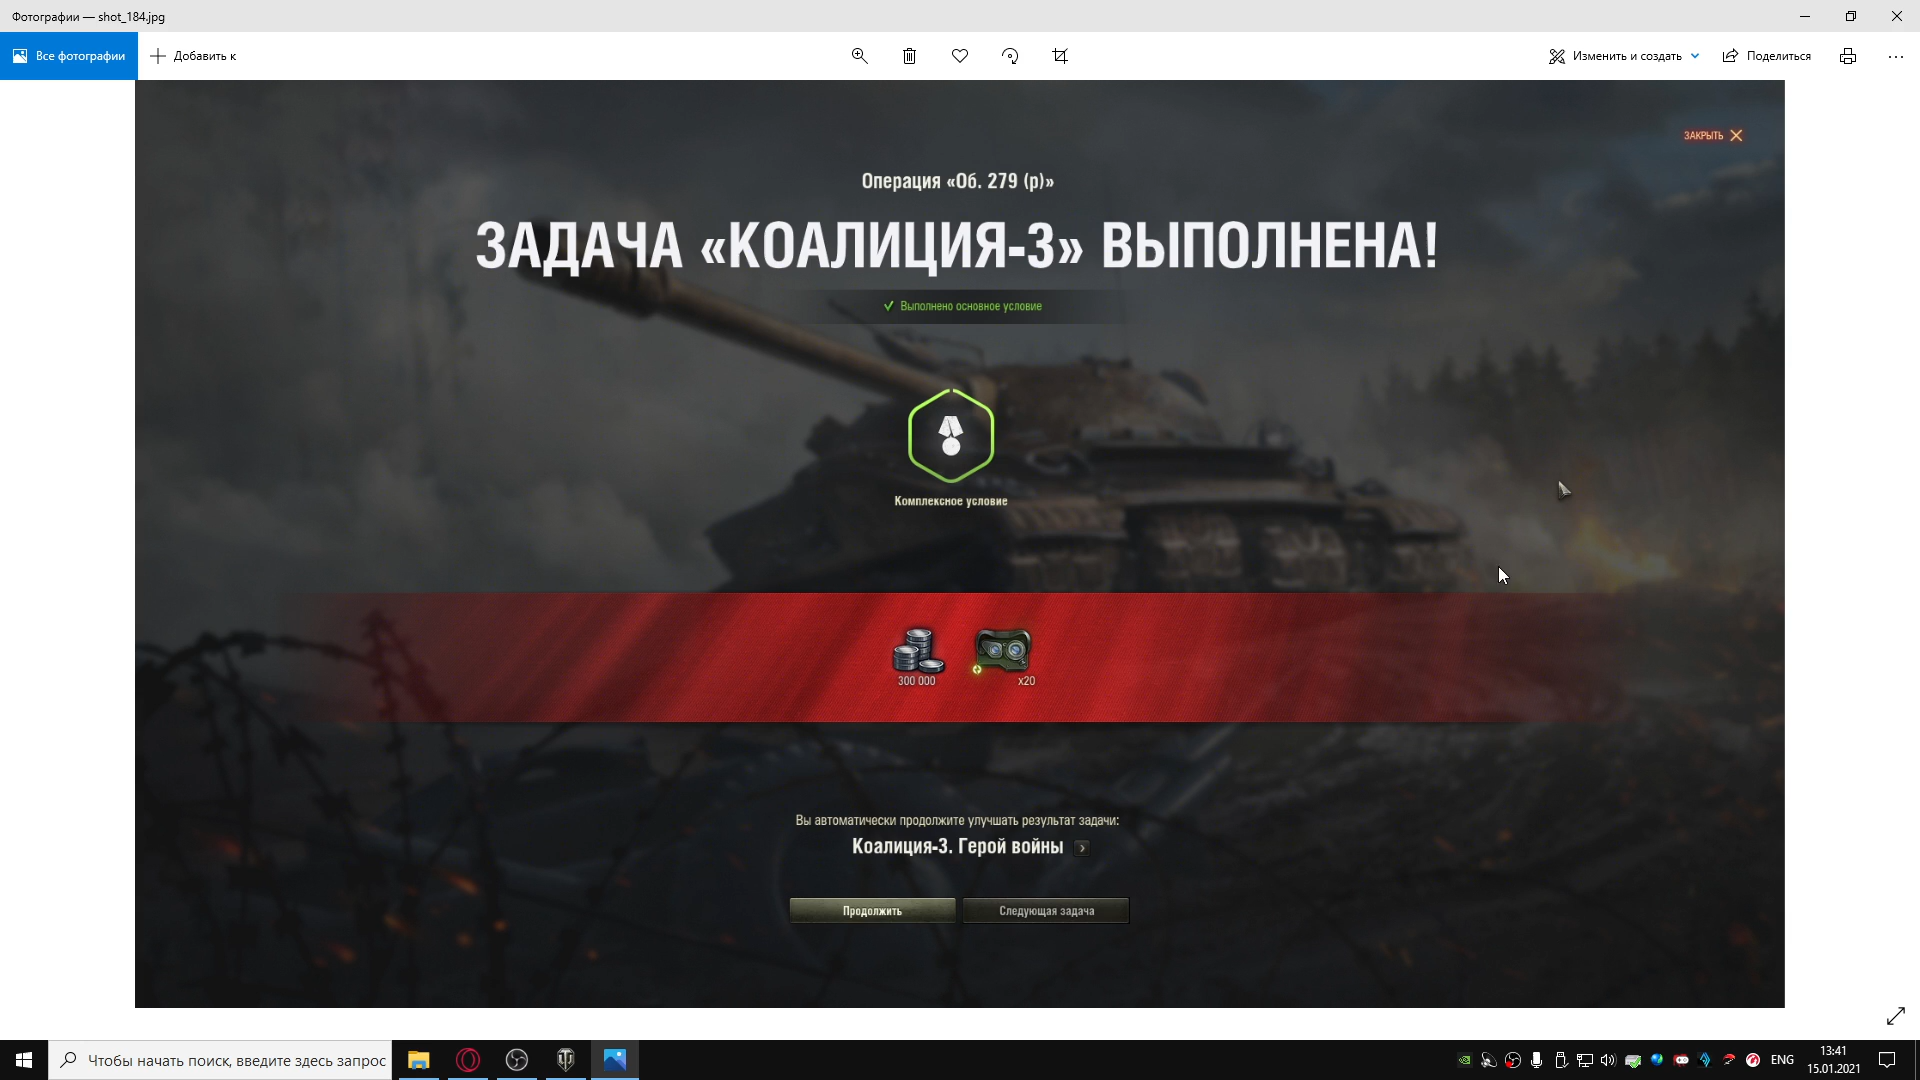 Фотографии — shot_184.jpg
Все фотографии
Добавить к
Изменить и создать
Поделиться
ЗАКРЫТЬ
Операция «Об. 279 (р)»
ЗАДАЧА «КОАЛИЦИЯ-3» ВЫПОЛНЕНА!
Выполнено основное условие
Комплексное условие
300 000
x20
Вы автоматически продолжите улучшать результат задачи:
Коалиция-3. Герой войны
Продолжить
Следующая задача
Чтобы начать поиск, введите здесь запрос
ENG
13:41
15.01.2021